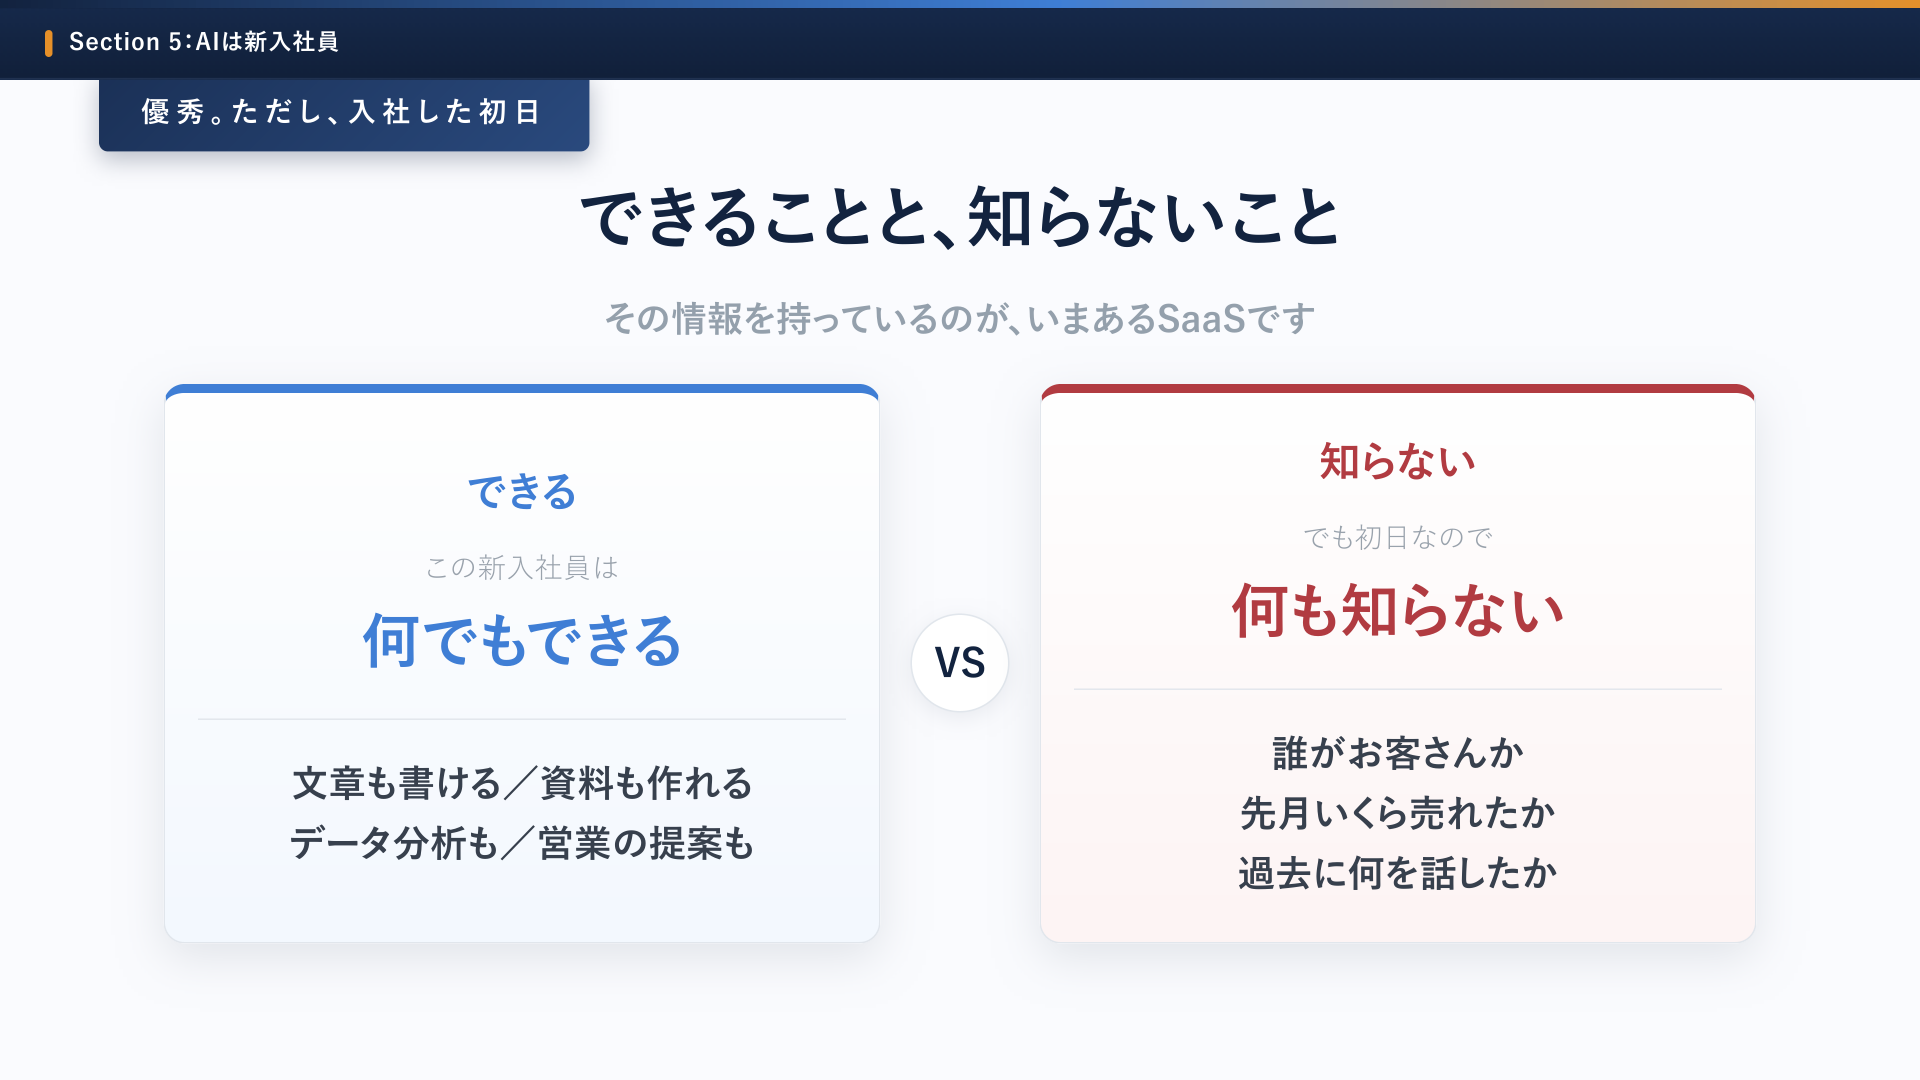 Section 5：AIは新入社員
優秀。ただし、入社した初日
できることと、知らないこと
その情報を持っているのが、いまあるSaaSです
できる
この新入社員は
何でもできる
文章も書ける／資料も作れる
データ分析も／営業の提案も
VS
知らない
でも初日なので
何も知らない
誰がお客さんか
先月いくら売れたか
過去に何を話したか